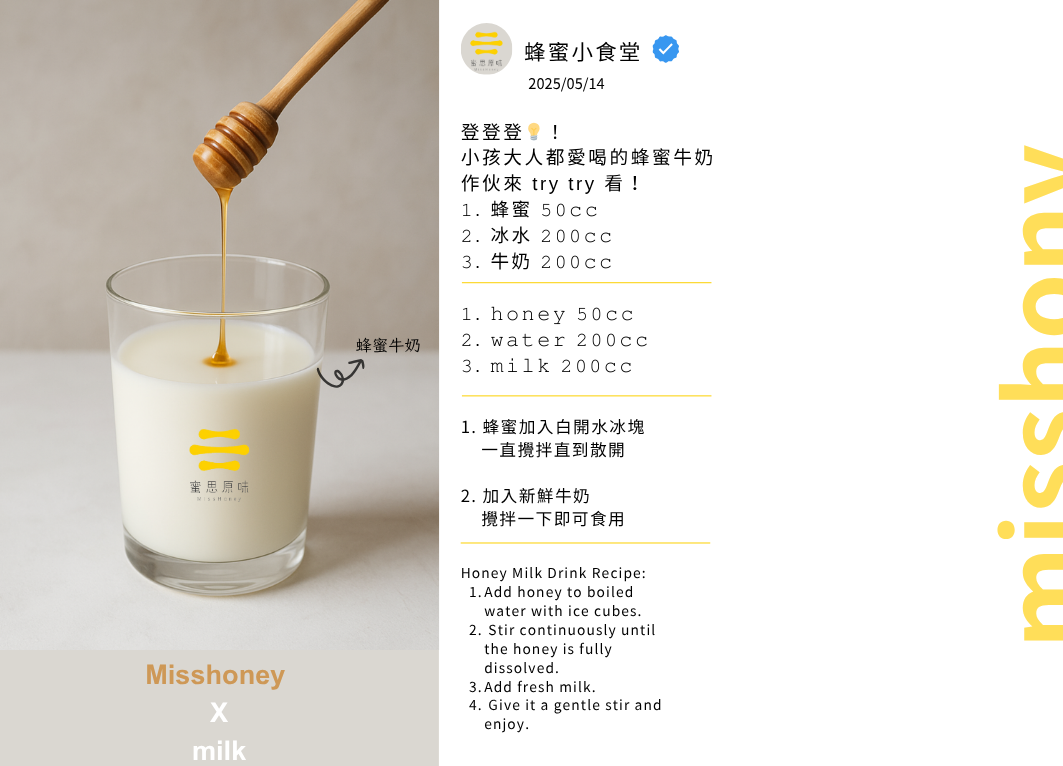 蜂蜜牛奶
蜜思原味
MissHoney
Misshoney
X
milk
蜜思原味
蜂蜜小食堂
2025/05/14
登登登💡！
小孩大人都愛喝的蜂蜜牛奶
作伙來 try try 看！
1. 蜂蜜 50cc
2. 冰水 200cc
3. 牛奶 200cc
1. honey 50cc
2. water 200cc
3. milk 200cc
1. 蜂蜜加入白開水冰塊
一直攪拌直到散開
2. 加入新鮮牛奶
攪拌一下即可食用
Honey Milk Drink Recipe:
1. Add honey to boiled
water with ice cubes.
2. Stir continuously until
the honey is fully
dissolved.
3. Add fresh milk.
4. Give it a gentle stir and
enjoy.
misshony